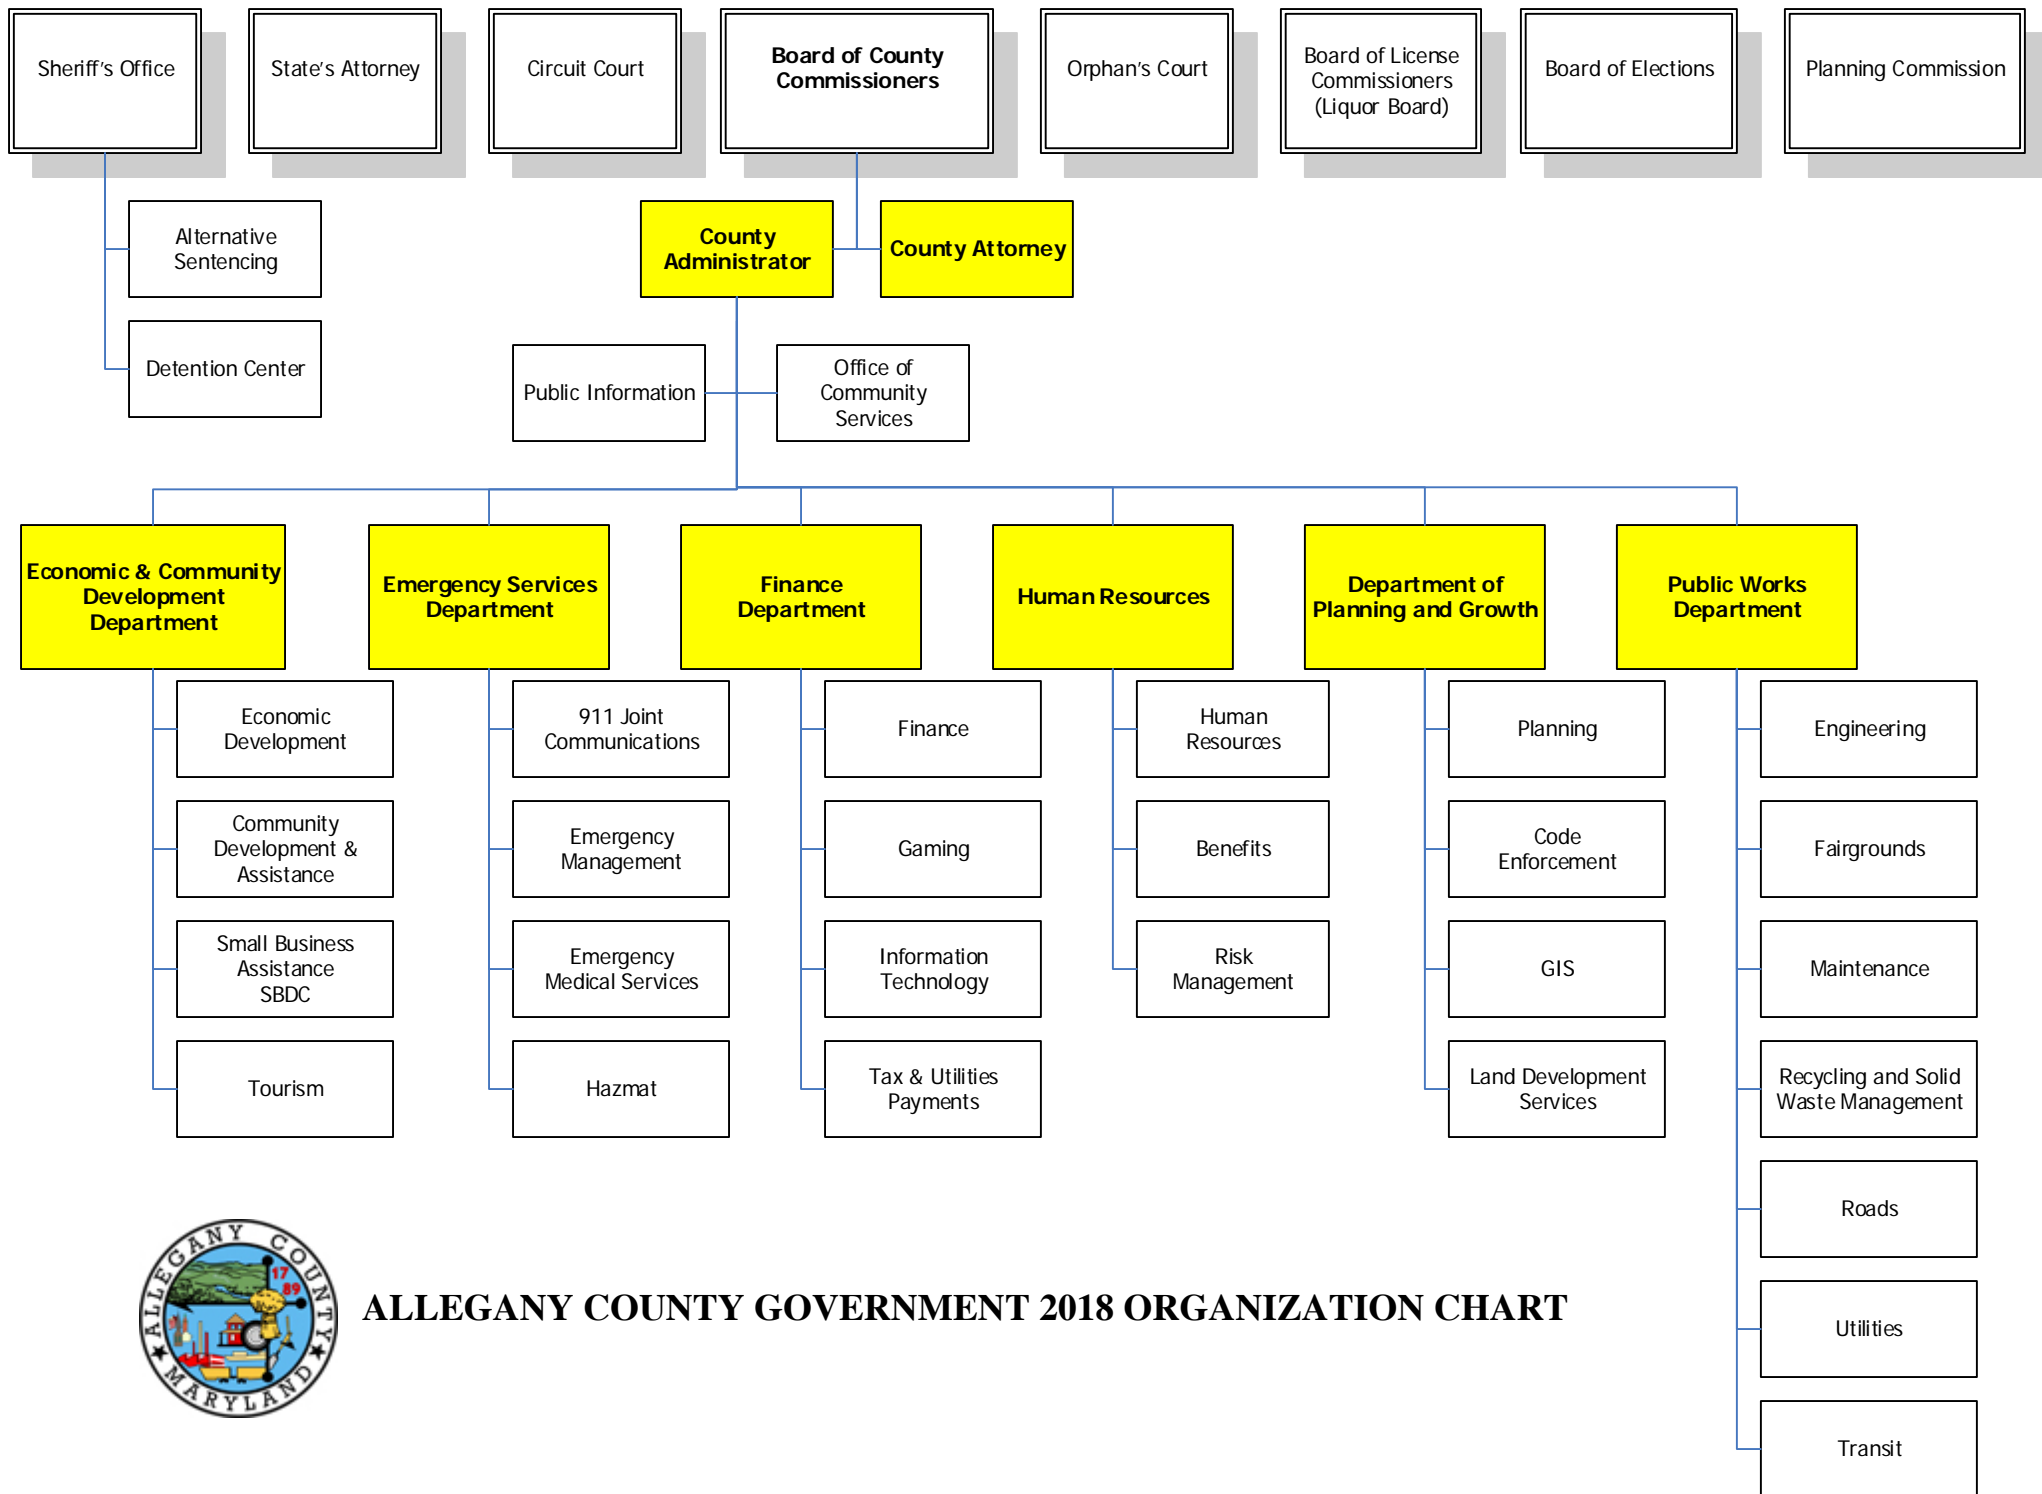 Sheriff's Office
State's Attorney
Circuit Court
Board of County
Commissioners
Orphan's Court
Board of License
Commissioners
(Liquor Board)
Board of Elections
Planning Commission
Alternative
Sentencing
Detention Center
County
Administrator
County Attorney
Public Information
Office of
Community
Services
Economic & Community
Development
Department
Emergency Services
Department
Finance
Department
Human Resources
Department of
Planning and Growth
Public Works
Department
Economic
Development
Community
Development &
Assistance
Small Business
Assistance
SBDC
Tourism
911 Joint
Communications
Emergency
Management
Emergency
Medical Services
Hazmat
Finance
Gaming
Information
Technology
Tax & Utilities
Payments
Human
Resources
Benefits
Risk
Management
Planning
Code
Enforcement
GIS
Land Development
Services
Engineering
Fairgrounds
Maintenance
Recycling and Solid
Waste Management
Roads
Utilities
Transit
ALLEGANY COUNTY
MARYLAND
17
89
ALLEGANY COUNTY GOVERNMENT 2018 ORGANIZATION CHART